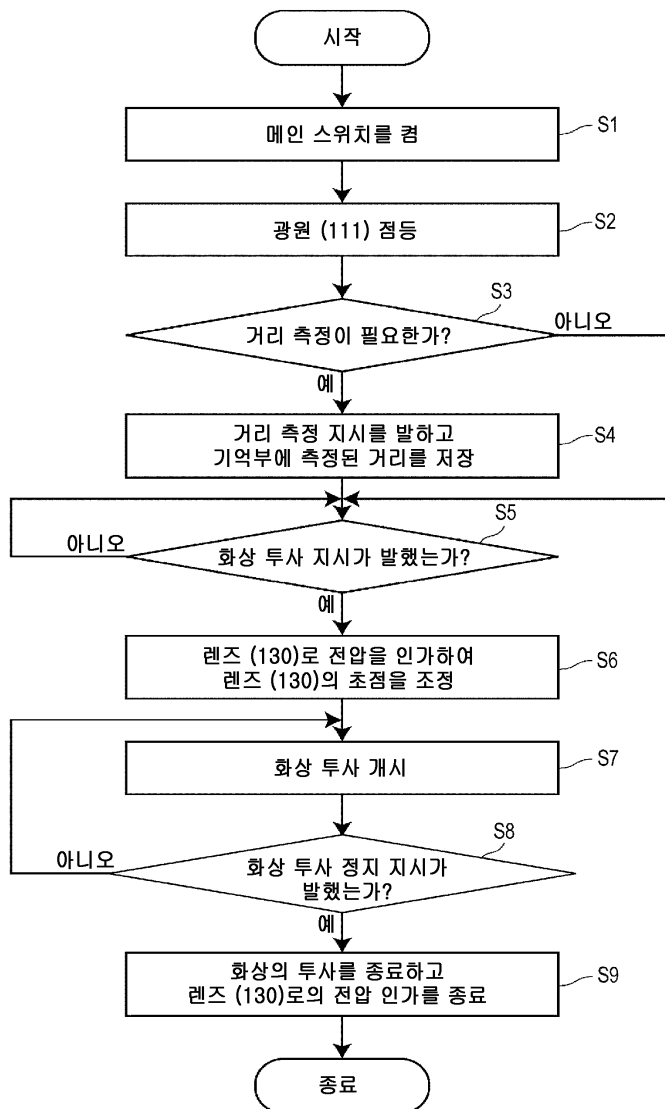 시작
메인 스위치를 켬
S1
광원 (111) 점등
S2
S3
거리 측정이 필요한가?
아니오
예
거리 측정 지시를 발하고
기억부에 측정된 거리를 저장
S4
S5
아니오
화상 투사 지시가 발했는가?
예
렌즈 (130)로 전압을 인가하여
렌즈 (130)의 초점을 조정
S6
화상 투사 개시
S7
S8
아니오
화상 투사 정지 지시가
발했는가?
예
화상의 투사를 종료하고
렌즈 (130)로의 전압 인가를 종료
S9
종료